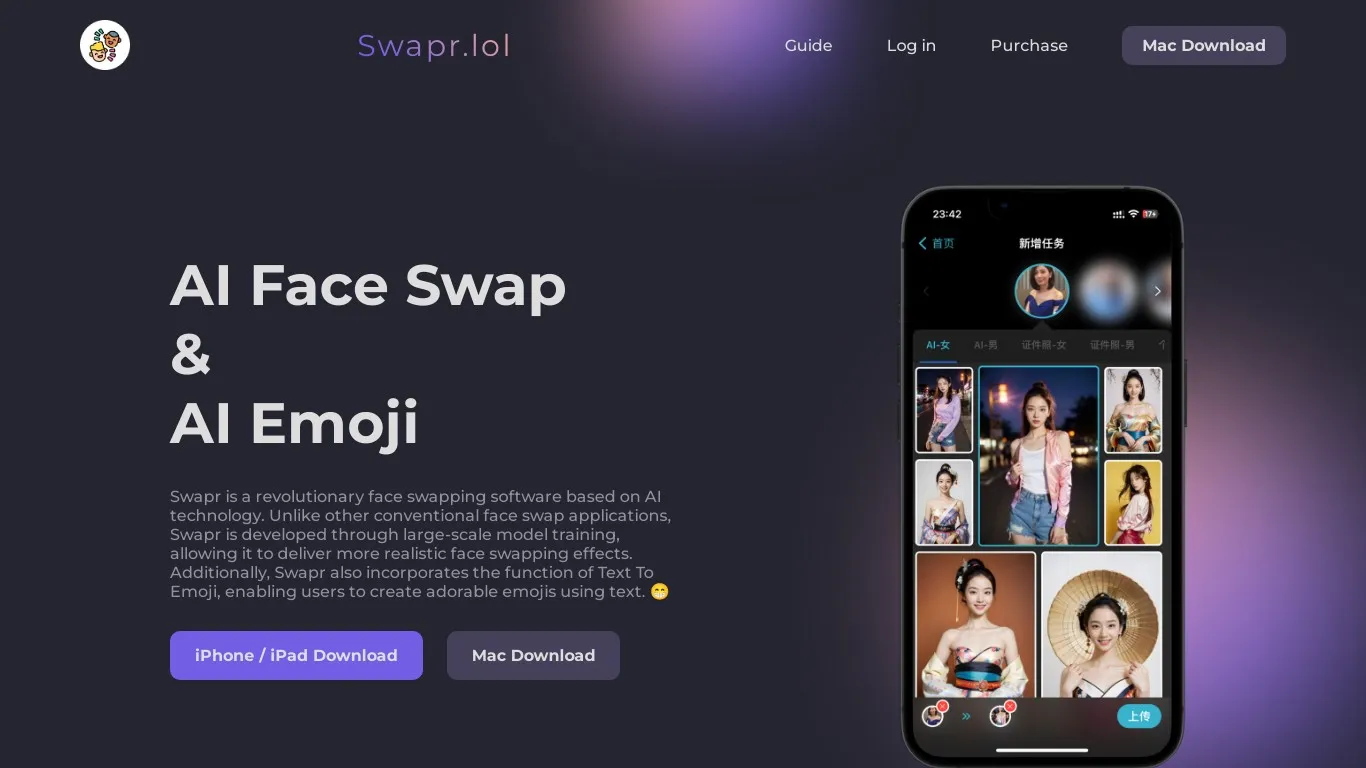 Swapr.lol
Guide
Log in
Purchase
Mac Download
AI Face Swap
&
AI Emoji
Swapr is a revolutionary face swapping software based on AI
technology. Unlike other conventional face swap applications,
Swapr is developed through large-scale model training,
allowing it to deliver more realistic face swapping effects.
Additionally, Swapr also incorporates the function of Text To
Emoji, enabling users to create adorable emojis using text. 😁
iPhone / iPad Download
Mac Download
23:42
17+
首页
新增任务
AI-女
AI-男
证件照-女
证件照-男
上传